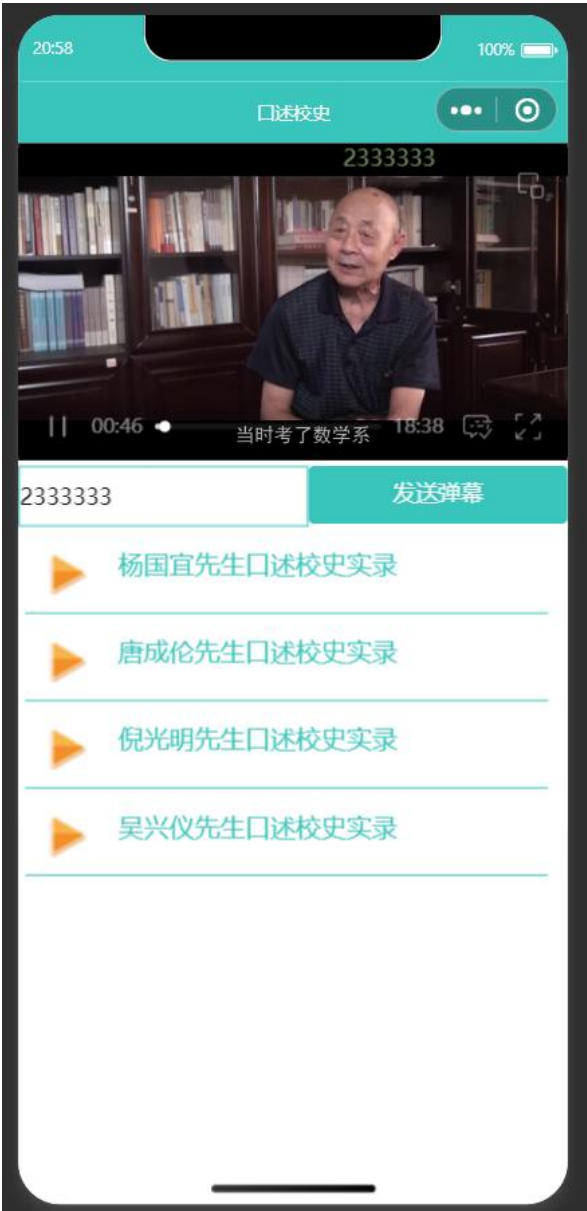 20:58
100%
口述校史
2333333
00:46
18:38
当时考了数学系
2333333
发送弹幕
杨国宜先生口述校史实录
唐成伦先生口述校史实录
倪光明先生口述校史实录
吴兴仪先生口述校史实录